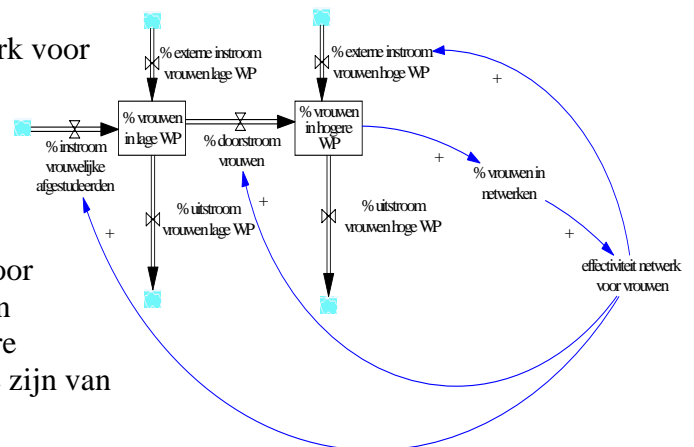 rk voor
% externe instroom
vrouwen lage WP
% externe instroom
vrouwen hoge WP
+
% vrouwen
in lage WP
% vrouwen
in hogere
WP
% instroom
vrouwelijke
afgestudeerden
% doorstroom
vrouwen
+
% vrouwen in
netwerken
+
+
% uitstroom
vrouwen lage WP
% uitstroom
vrouwen hoge WP
+
effectiviteit netwerk
voor vrouwen
oor
n
re
zijn van